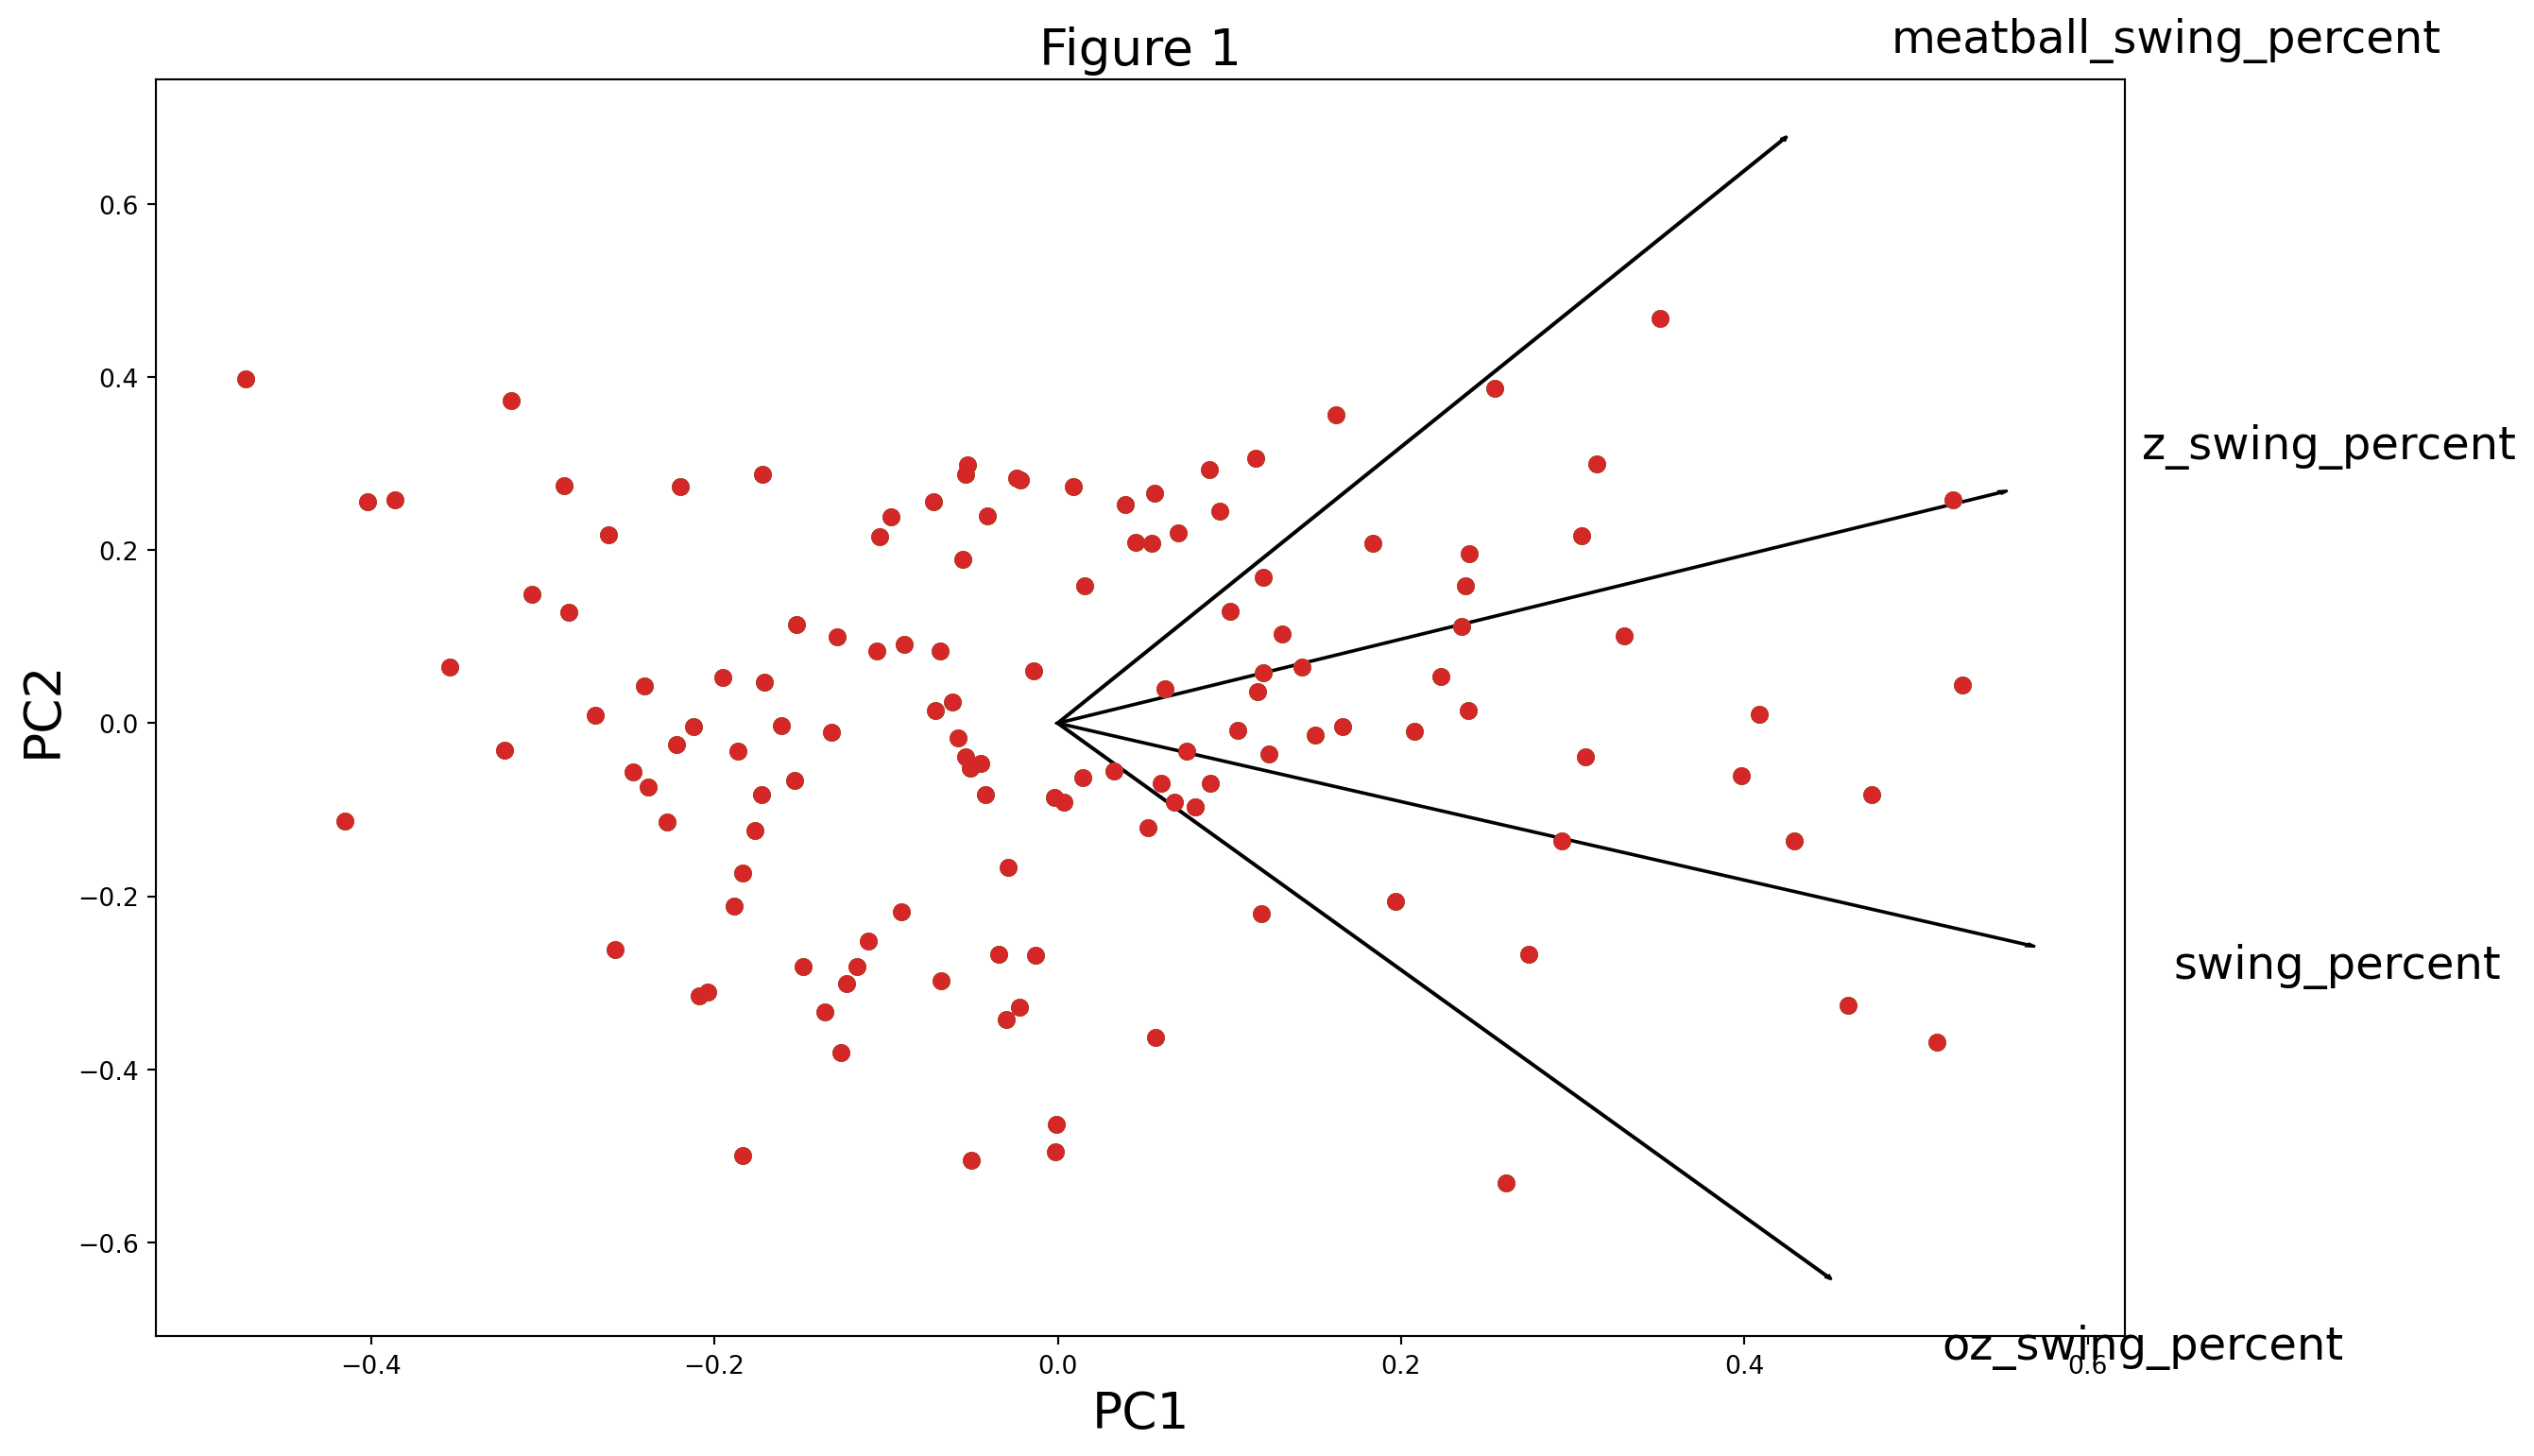 Figure 1
meatball_swing_percent
z_swing_percent
swing_percent
oz_swing_percent
PC2
0.6
0.4
0.2
0.0
−0.2
−0.4
−0.6
−0.4 −0.2 0.0 0.2 0.4 0.6
PC1